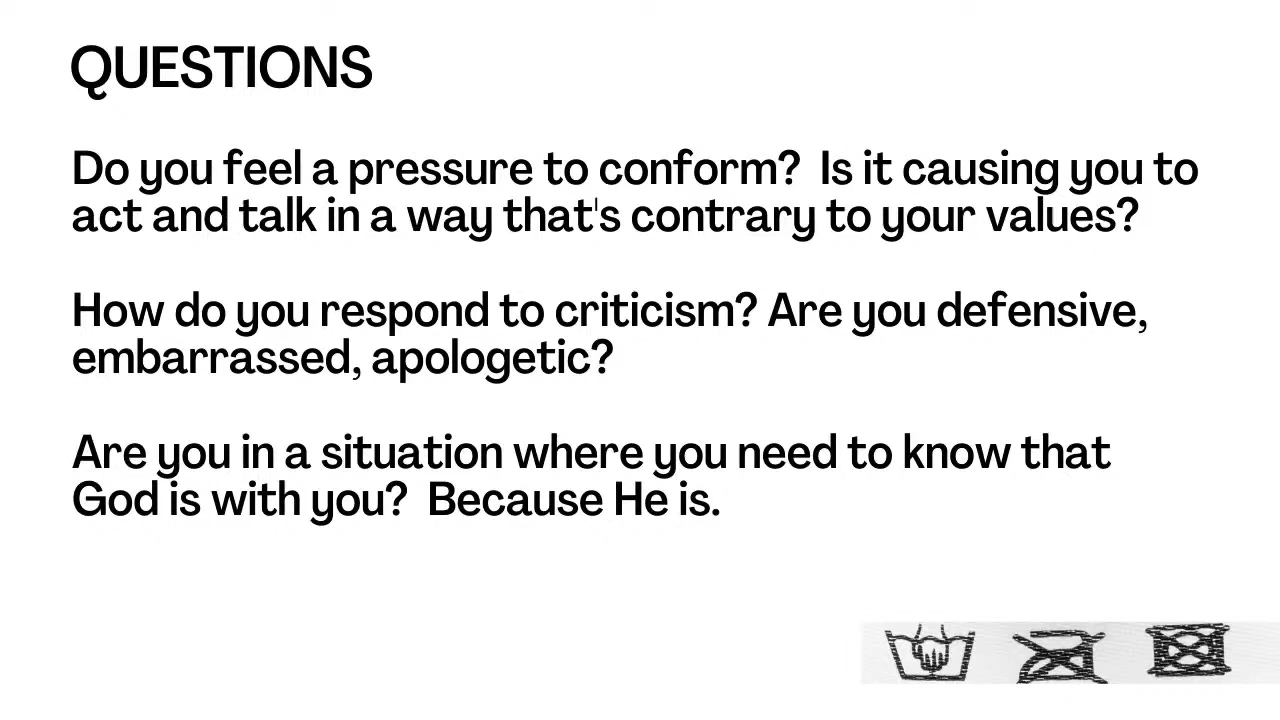 QUESTIONS
Do you feel a pressure to conform?  Is it causing you to
act and talk in a way that's contrary to your values?
How do you respond to criticism? Are you defensive,
embarrassed, apologetic?
Are you in a situation where you need to know that
God is with you?  Because He is.